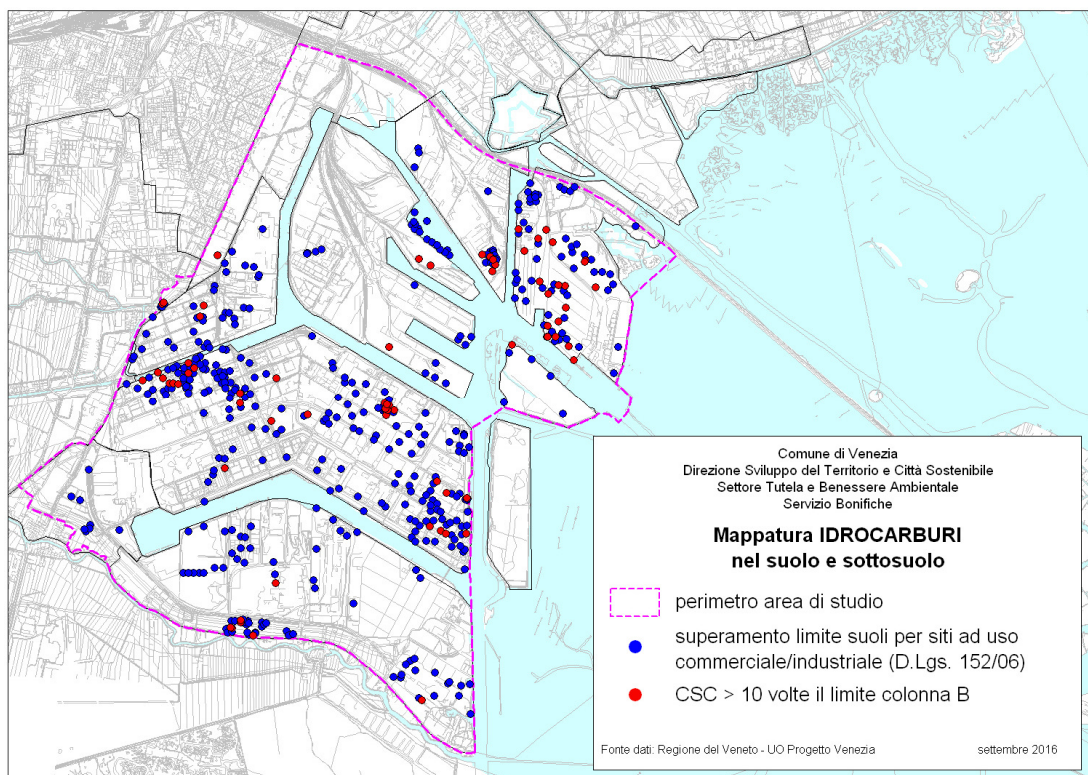 Comune di Venezia
Direzione Sviluppo del Territorio e Città Sostenibile
Settore Tutela e Benessere Ambientale
Servizio Bonifiche
Mappatura IDROCARBURI
nel suolo e sottosuolo
perimetro area di studio
superamento limite suoli per siti ad uso
commerciale/industriale (D.Lgs. 152/06)
CSC > 10 volte il limite colonna B
Fonte dati: Regione del Veneto - UO Progetto Venezia settembre 2016